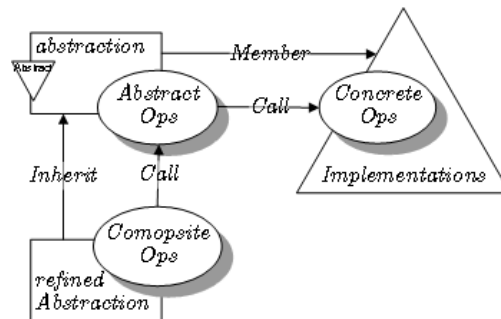 abstraction
Member
Abstract
Abstract
Ops
Call
Concrete
Ops
Inherit
Call
Implementations
Comopsite
Ops
refined
Abstraction